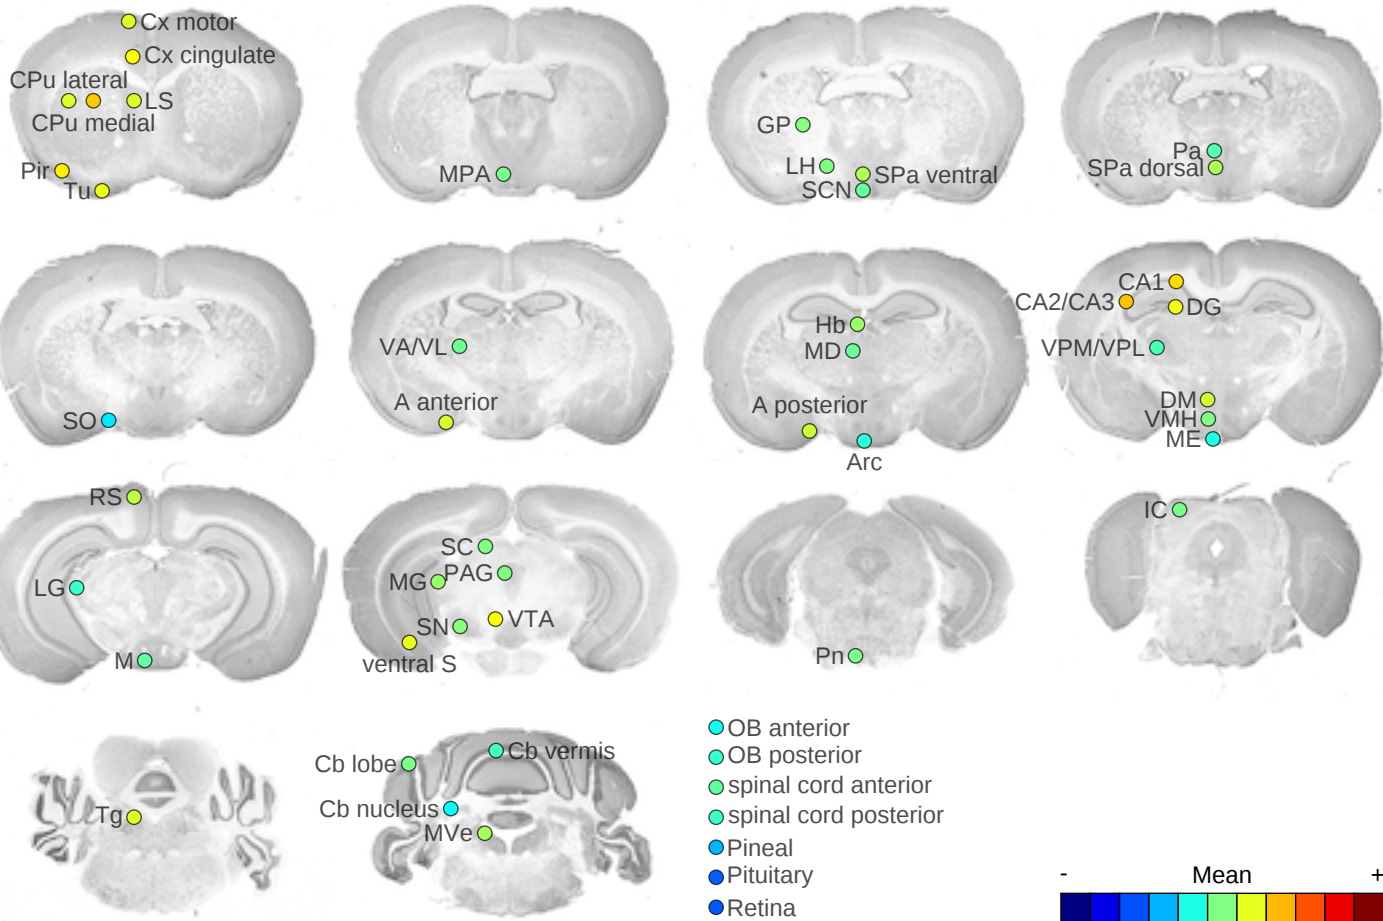 Cx motor
Cx cingulate
CPu lateral
LS
CPu medial
Pir
Tu
MPA
GP
LH
SPa ventral
SCN
Pa
SPa dorsal
SO
VA/VL
A anterior
Hb
MD
A posterior
Arc
CA1
CA2/CA3
DG
VPM/VPL
DM
VMH
ME
RS
LG
M
SC
PAG
MG
VTA
SN
ventral S
Pn
IC
Tg
Cb lobe
Cb vermis
Cb nucleus
MVe
OB anterior
OB posterior
spinal cord anterior
spinal cord posterior
Pineal
Pituitary
Retina
- Mean +